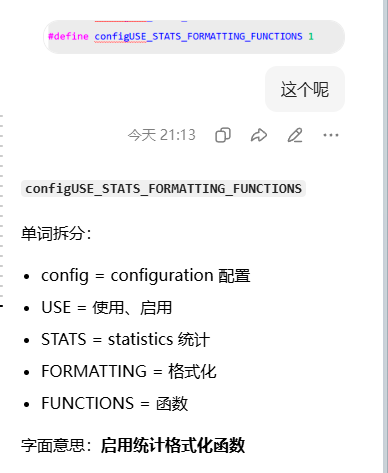 #define configUSE_STATS_FORMATTING_FUNCTIONS 1
这个呢
今天 21:13
configUSE_STATS_FORMATTING_FUNCTIONS
单词拆分：
• config = configuration 配置
• USE = 使用、启用
• STATS = statistics 统计
• FORMATTING = 格式化
• FUNCTIONS = 函数
字面意思：启用统计格式化函数